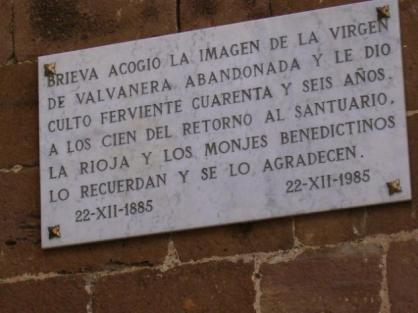 BRIEVA ACOGIO LA IMAGEN DE LA VIRGEN
DE VALVANERA ABANDONADA Y LE DIO
CULTO FERVIENTE CUARENTA Y SEIS AÑOS.
A LOS CIEN DEL RETORNO AL SANTUARIO,
LA RIOJA Y LOS MONJES BENEDICTINOS
LO RECUERDAN Y SE LO AGRADECEN.
22-XII-1885 22-XII-1985